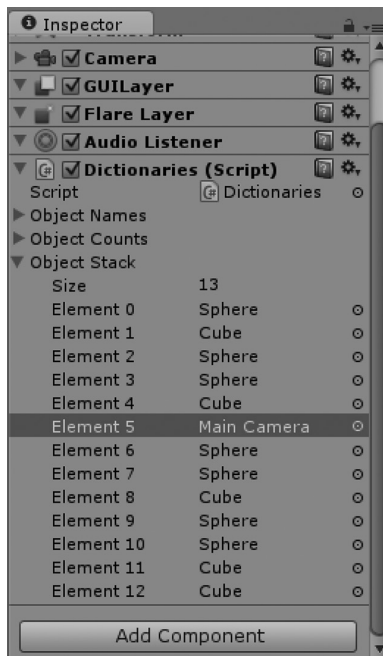 Inspector
Camera
GUILayer
Flare Layer
Audio Listener
Dictionaries (Script)
Script Dictionaries
Object Names
Object Counts
Object Stack
Size 13
Element 0 Sphere
Element 1 Cube
Element 2 Sphere
Element 3 Sphere
Element 4 Cube
Element 5 Main Camera
Element 6 Sphere
Element 7 Sphere
Element 8 Cube
Element 9 Sphere
Element 10 Sphere
Element 11 Cube
Element 12 Cube
Add Component